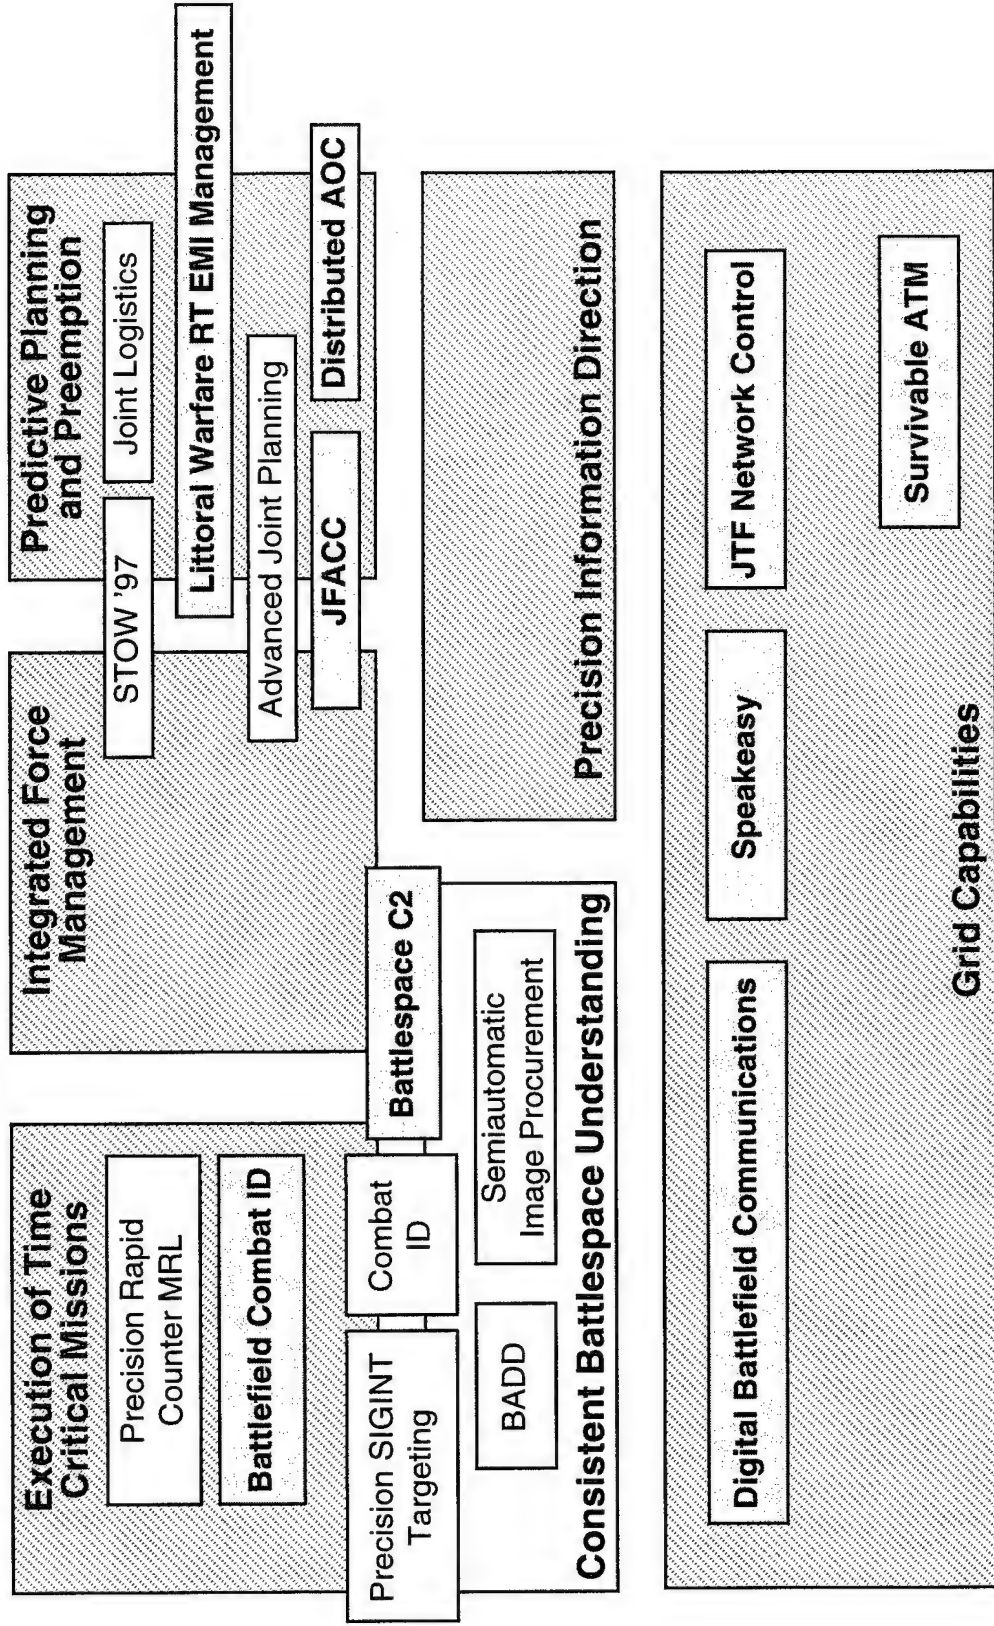 Execution of Time
Critical Missions
Precision Rapid
Counter MRL
Battlefield Combat ID
Precision SIGINT
Targeting
Combat
ID
Battlespace C2
BADD
Semiautomatic
Image Procurement
Consistent Battlespace Understanding
Integrated Force
Management
Predictive Planning
and Preemption
STOW '97
Joint Logistics
Littoral Warfare RT EMI Management
Advanced Joint Planning
JFACC
Distributed AOC
Precision Information Direction
Digital Battlefield Communications
Speakeasy
JTF Network Control
Survivable ATM
Grid Capabilities